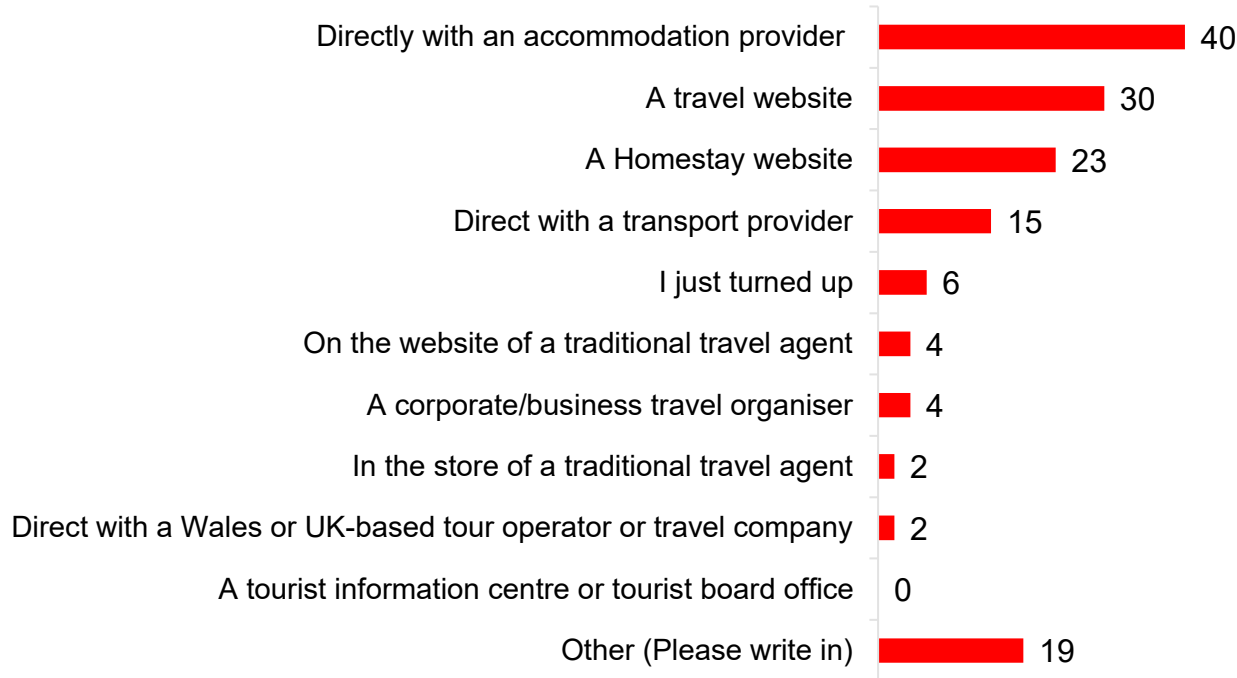 Directly with an accommodation provider 40
A travel website 30
A Homestay website 23
Direct with a transport provider 15
I just turned up 6
On the website of a traditional travel agent 4
A corporate/business travel organiser 4
In the store of a traditional travel agent 2
Direct with a Wales or UK-based tour operator or travel company 2
A tourist information centre or tourist board office 0
Other (Please write in) 19